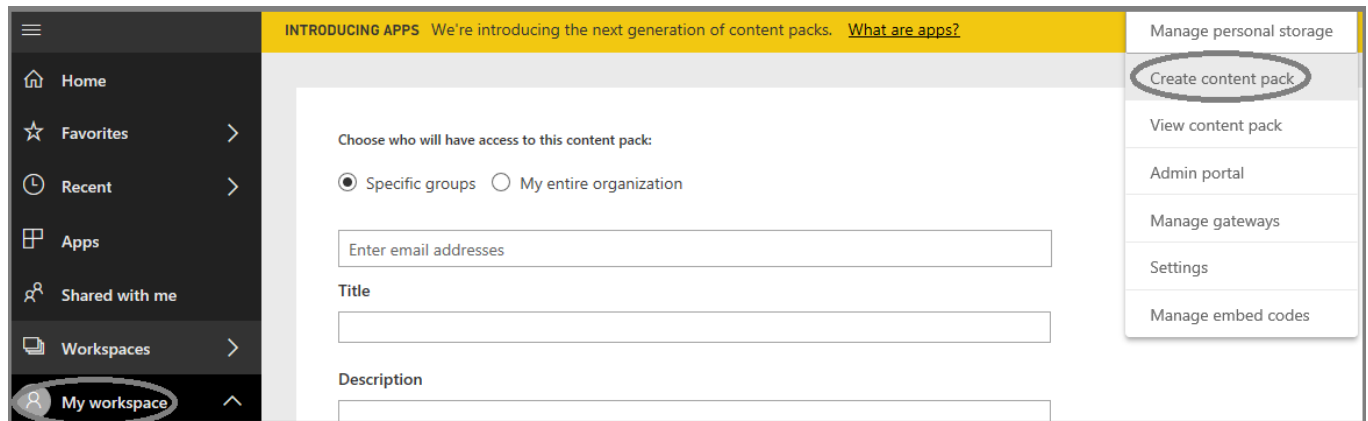 INTRODUCING APPS We're introducing the next generation of content packs. What are apps?
Home
Favorites
Recent
Apps
Shared with me
Workspaces
My workspace
Choose who will have access to this content pack:
Specific groups My entire organization
Enter email addresses
Title
Description
Manage personal storage
Create content pack
View content pack
Admin portal
Manage gateways
Settings
Manage embed codes